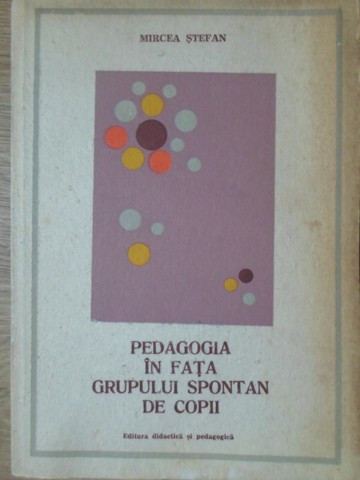 MIRCEA ȘTEFAN
PEDAGOGIA
ÎN FAȚA
GRUPULUI SPONTAN
DE COPII
Editura didactică și pedagogică